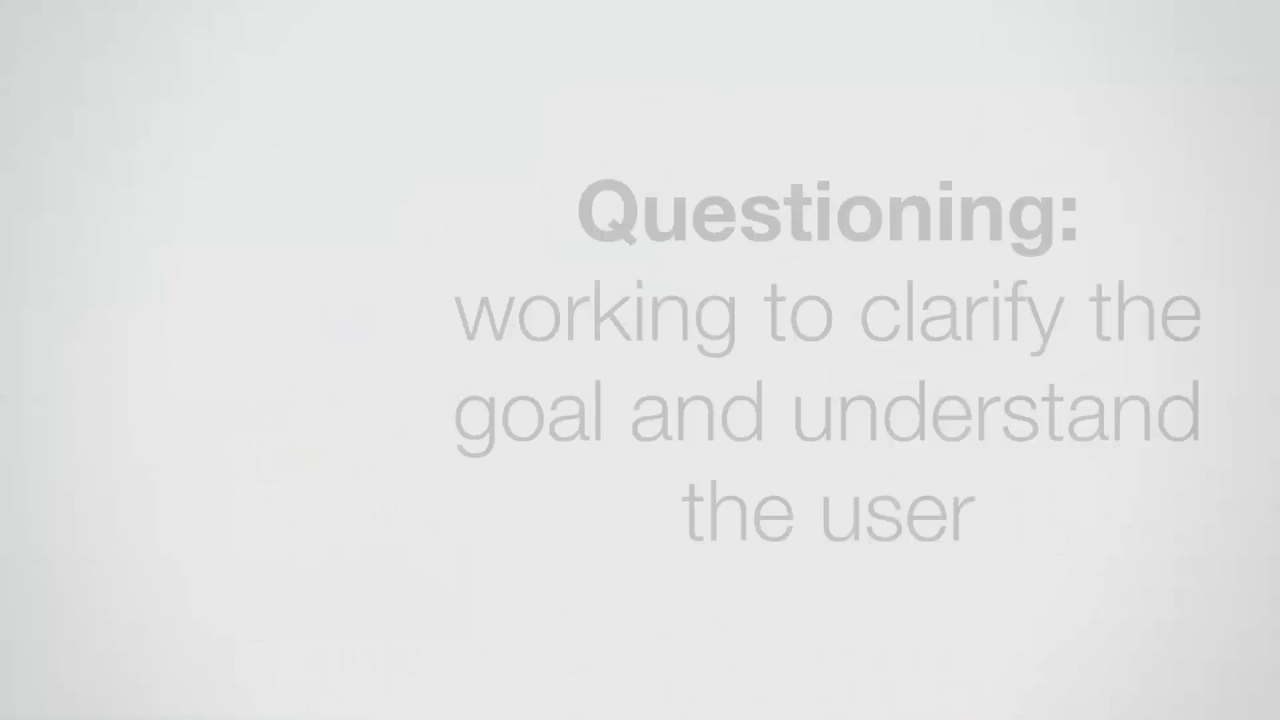 Questioning:
working to clarify the
goal and understand
the user